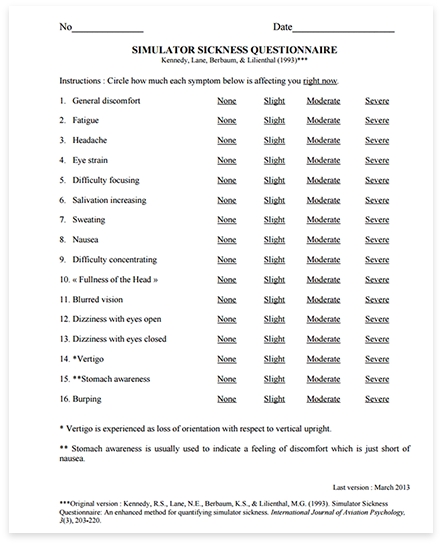 No______________ Date______________
SIMULATOR SICKNESS QUESTIONNAIRE
Kennedy, Lane, Berbaum, & Lilienthal (1993)***
Instructions : Circle how much each symptom below is affecting you right now.
1. General discomfort None Slight Moderate Severe
2. Fatigue None Slight Moderate Severe
3. Headache None Slight Moderate Severe
4. Eye strain None Slight Moderate Severe
5. Difficulty focusing None Slight Moderate Severe
6. Salivation increasing None Slight Moderate Severe
7. Sweating None Slight Moderate Severe
8. Nausea None Slight Moderate Severe
9. Difficulty concentrating None Slight Moderate Severe
10. « Fullness of the Head » None Slight Moderate Severe
11. Blurred vision None Slight Moderate Severe
12. Dizziness with eyes open None Slight Moderate Severe
13. Dizziness with eyes closed None Slight Moderate Severe
14. *Vertigo None Slight Moderate Severe
15. **Stomach awareness None Slight Moderate Severe
16. Burping None Slight Moderate Severe
* Vertigo is experienced as loss of orientation with respect to vertical upright.
** Stomach awareness is usually used to indicate a feeling of discomfort which is just short of
nausea.
Last version : March 2013
***Original version : Kennedy, R.S., Lane, N.E., Berbaum, K.S., & Lilienthal, M.G. (1993). Simulator Sickness
Questionnaire: An enhanced method for quantifying simulator sickness. International Journal of Aviation Psychology,
3(3), 203-220.